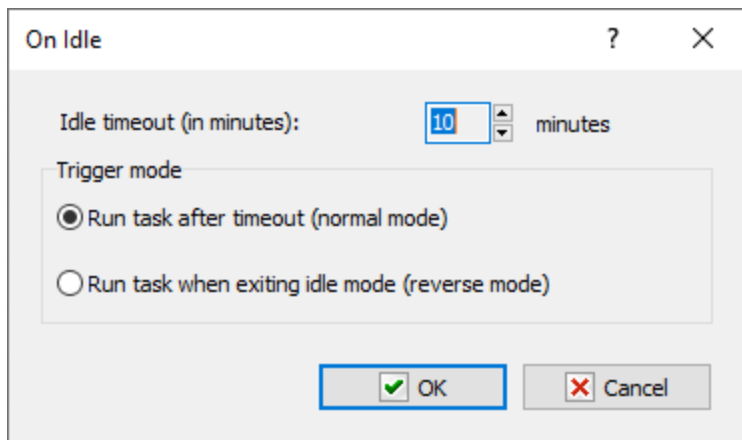 On Idle ?
Idle timeout (in minutes): 10 minutes
Trigger mode
Run task after timeout (normal mode)
Run task when exiting idle mode (reverse mode)
OK Cancel